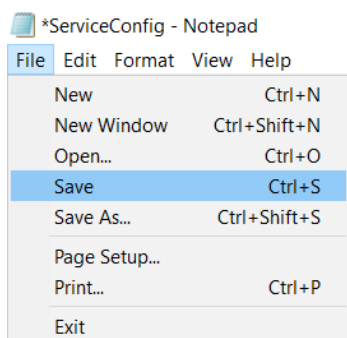 *ServiceConfig - Notepad
File Edit Format View Help
New Ctrl+N
New Window Ctrl+Shift+N
Open... Ctrl+O
Save Ctrl+S
Save As... Ctrl+Shift+S
Page Setup...
Print... Ctrl+P
Exit